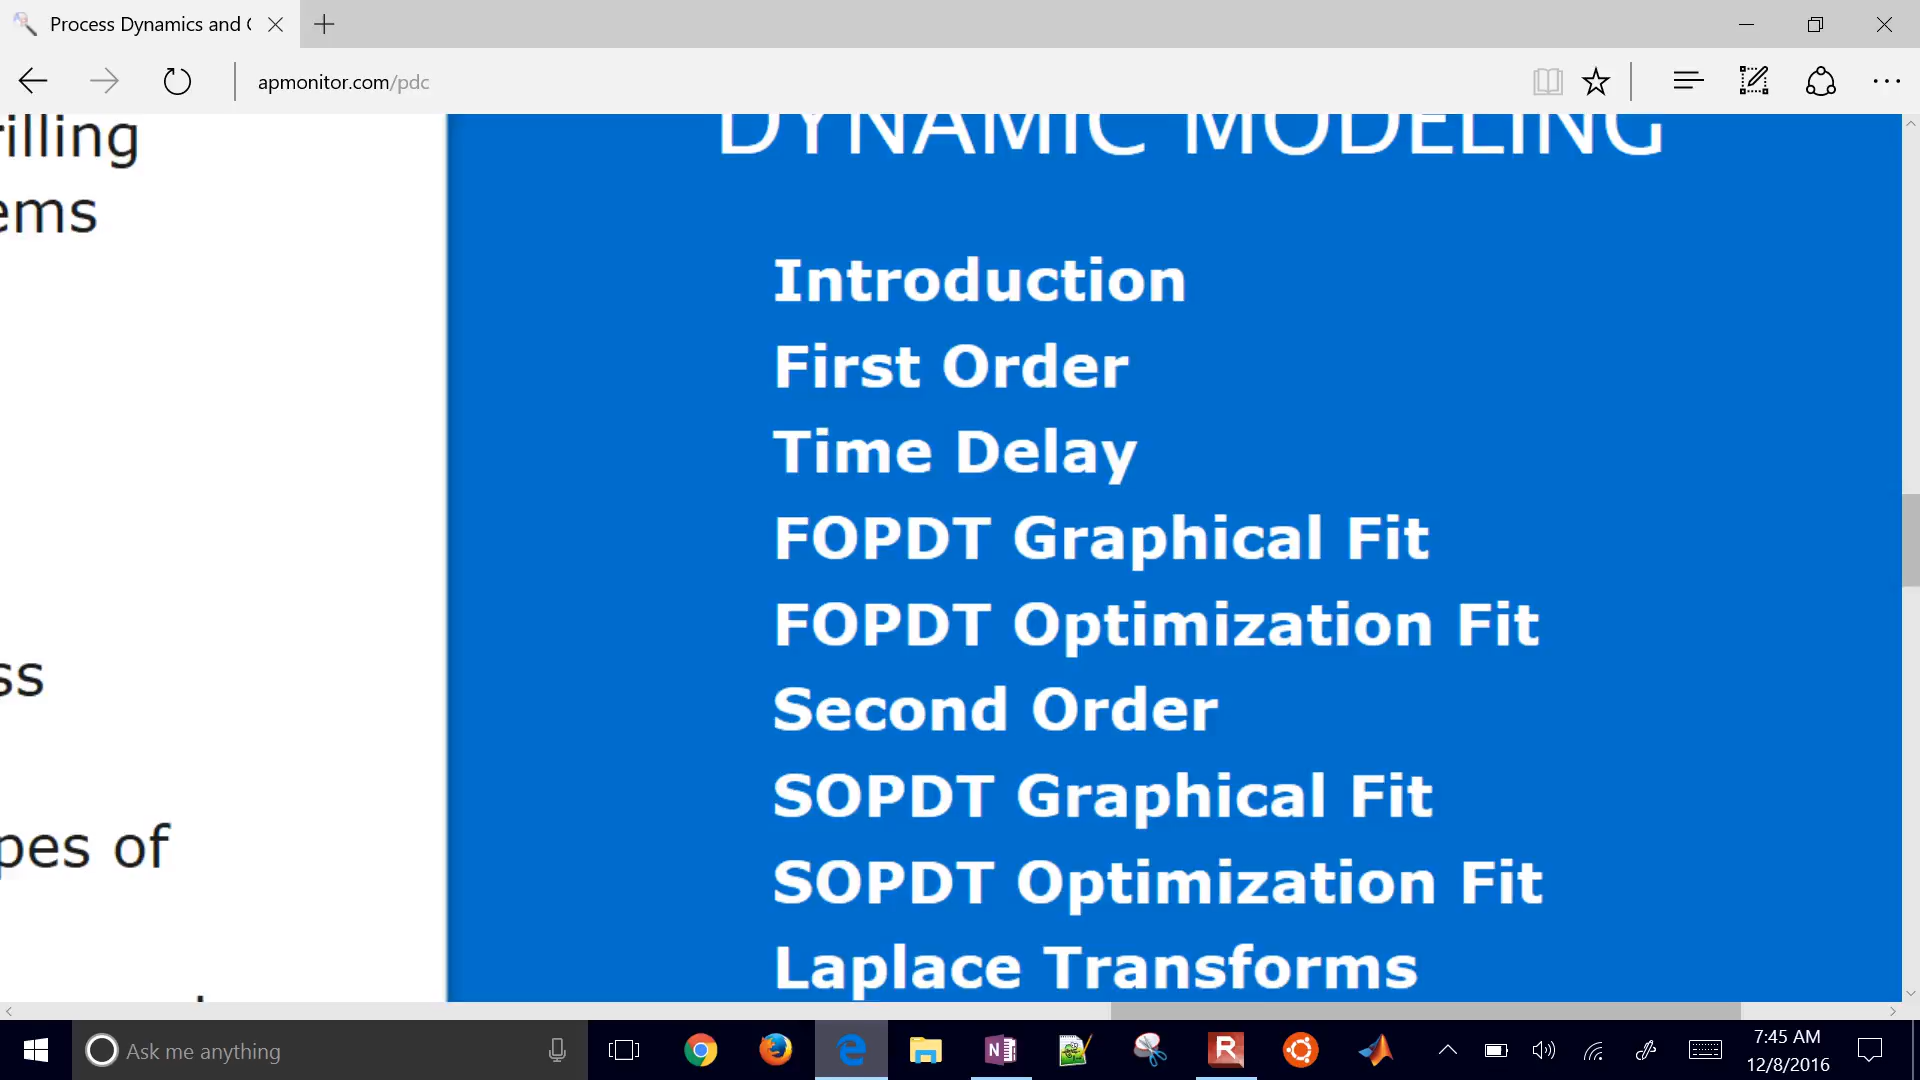 Process Dynamics and
apmonitor.com/pdc
rilling
ems
ss
pes of
DYNAMIC MODELING
Introduction
First Order
Time Delay
FOPDT Graphical Fit
FOPDT Optimization Fit
Second Order
SOPDT Graphical Fit
SOPDT Optimization Fit
Laplace Transforms
Ask me anything
7:45 AM
12/8/2016